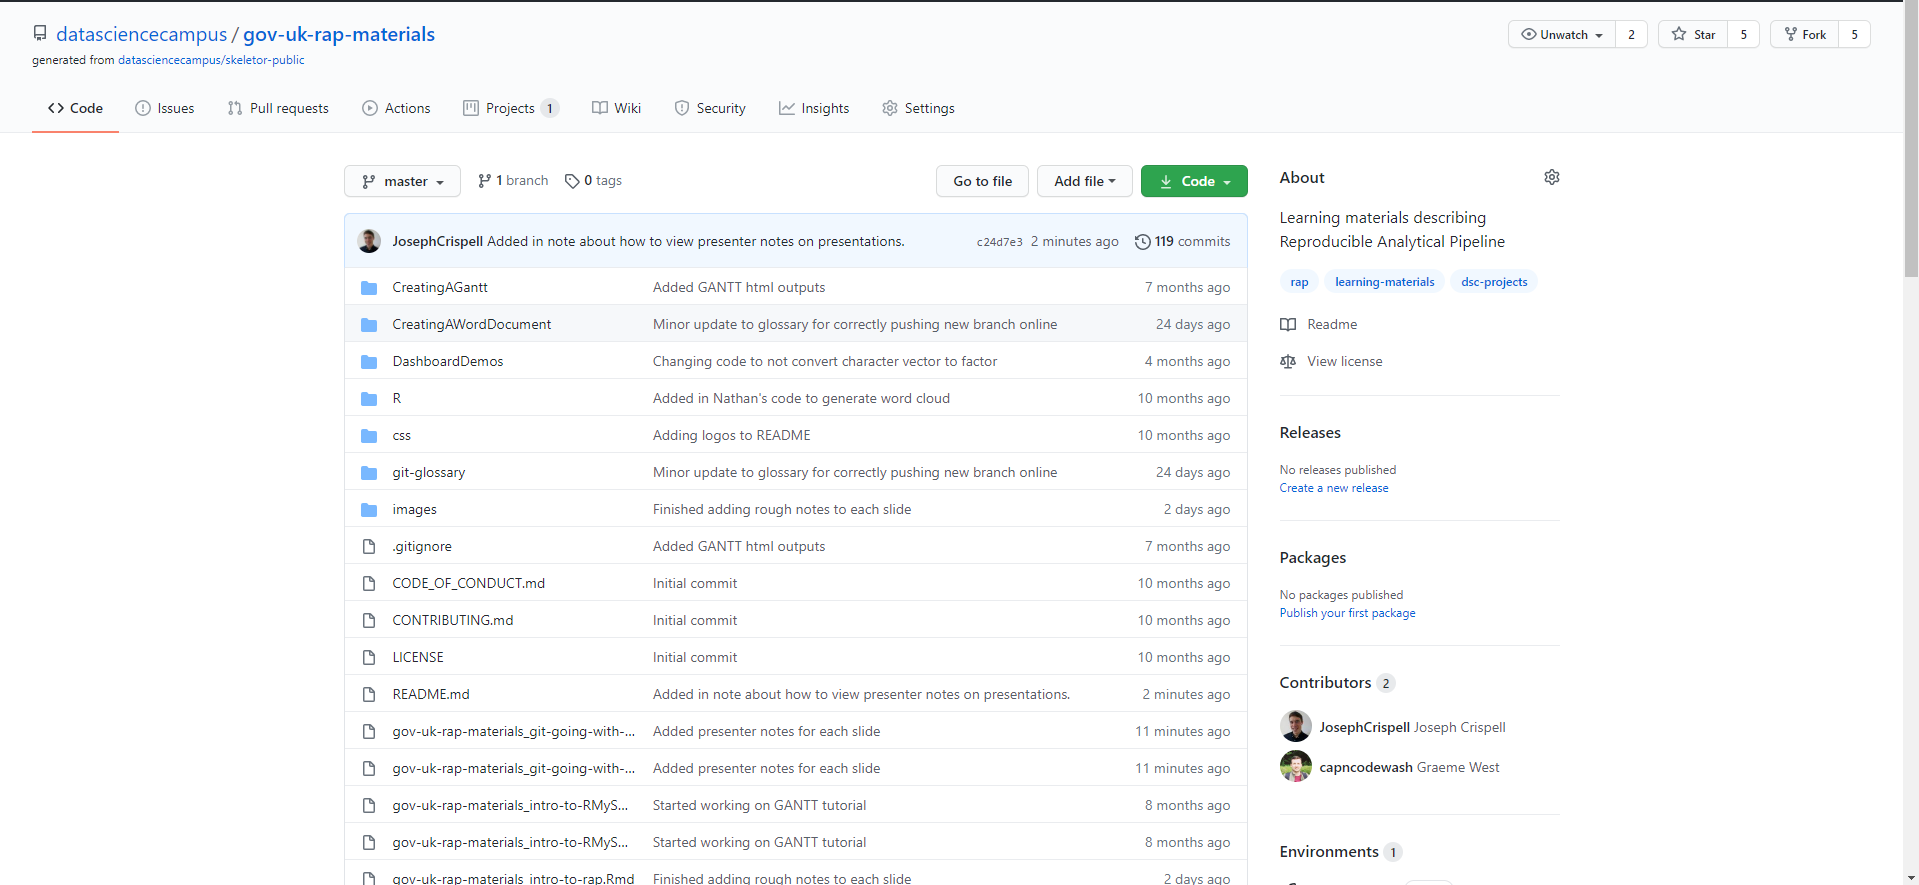 datasciencecampus / gov-uk-rap-materials
Unwatch 2 Star 5 Fork 5
generated from datasciencecampus/skeletor-public
Code Issues Pull requests Actions Projects 1 Wiki Security Insights Settings
master 1 branch 0 tags Go to file Add file Code
JosephCrispell Added in note about how to view presenter notes on presentations. c24d7e3 2 minutes ago 119 commits
CreatingAGantt Added GANTT html outputs 7 months ago
CreatingAWordDocument Minor update to glossary for correctly pushing new branch online 24 days ago
DashboardDemos Changing code to not convert character vector to factor 4 months ago
R Added in Nathan's code to generate word cloud 10 months ago
css Adding logos to README 10 months ago
git-glossary Minor update to glossary for correctly pushing new branch online 24 days ago
images Finished adding rough notes to each slide 2 days ago
.gitignore Added GANTT html outputs 7 months ago
CODE_OF_CONDUCT.md Initial commit 10 months ago
CONTRIBUTING.md Initial commit 10 months ago
LICENSE Initial commit 10 months ago
README.md Added in note about how to view presenter notes on presentations. 2 minutes ago
gov-uk-rap-materials_git-going-with-... Added presenter notes for each slide 11 minutes ago
gov-uk-rap-materials_git-going-with-... Added presenter notes for each slide 11 minutes ago
gov-uk-rap-materials_intro-to-RMyS... Started working on GANTT tutorial 8 months ago
gov-uk-rap-materials_intro-to-RMyS... Started working on GANTT tutorial 8 months ago
gov-uk-rap-materials_intro-to-rap.Rmd Finished adding rough notes to each slide 2 days ago
About
Learning materials describing
Reproducible Analytical Pipeline
rap learning-materials dsc-projects
Readme
View license
Releases
No releases published
Create a new release
Packages
No packages published
Publish your first package
Contributors 2
JosephCrispell Joseph Crispell
capncodewash Graeme West
Environments 1